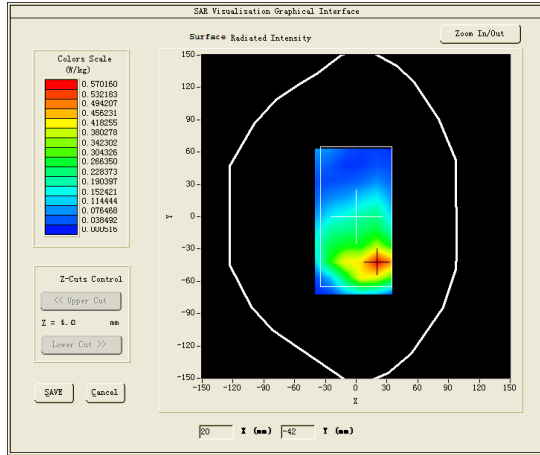 SAR Visualisation Graphical Interface
Surface Radiated Intensity
Zoom In/Out
Colors Scale
(W/kg)
0.570160
0.532183
0.494207
0.456231
0.418255
0.380278
0.342302
0.304326
0.266350
0.228373
0.190397
0.152421
0.114444
0.076468
0.038492
0.000516
Z-Cuts Control
<< Upper Cut
Z = 4.0 mm
Lower Cut >>
SAVE
Cancel
150
120
90
60
30
0
-30
-60
-90
-120
-150
Y
-150 -120 -90 -60 -30 0 30 60 90 120 150
X
20 X (mm) -42 Y (mm)